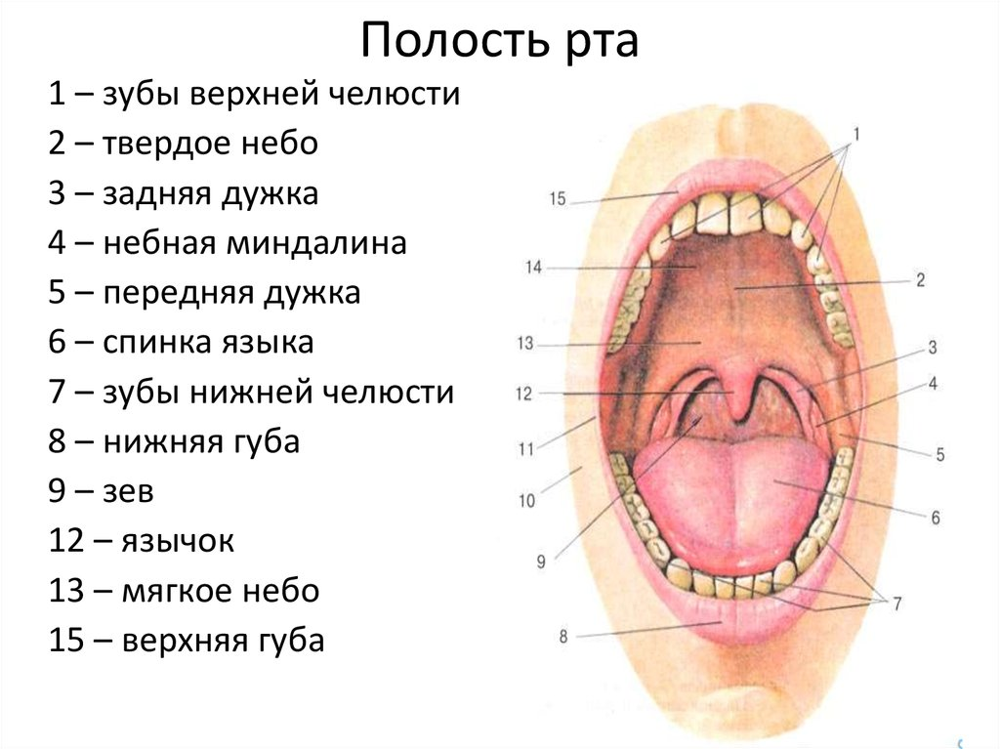 Полость рта
1 – зубы верхней челюсти
2 – твердое небо
3 – задняя дужка
4 – небная миндалина
5 – передняя дужка
6 – спинка языка
7 – зубы нижней челюсти
8 – нижняя губа
9 – зев
12 – язычок
13 – мягкое небо
15 – верхняя губа
1
15
14
2
13
3
4
12
11
5
10
6
9
7
8